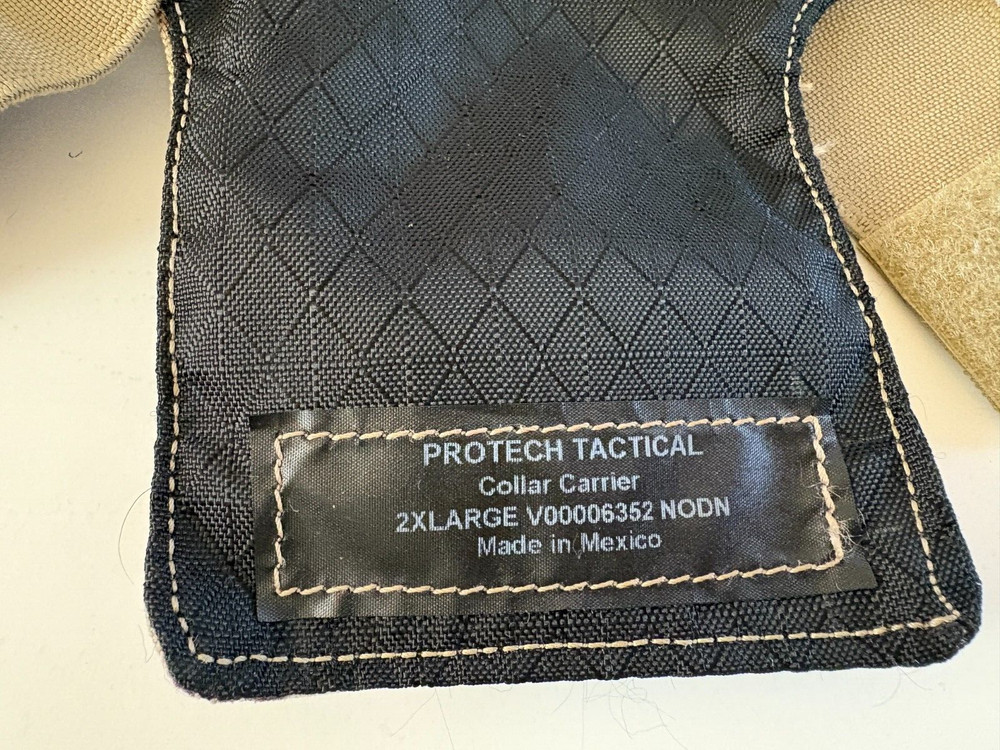 PROTECH TACTICAL
Collar Carrier
2XLARGE V00006352 NODN
Made in Mexico